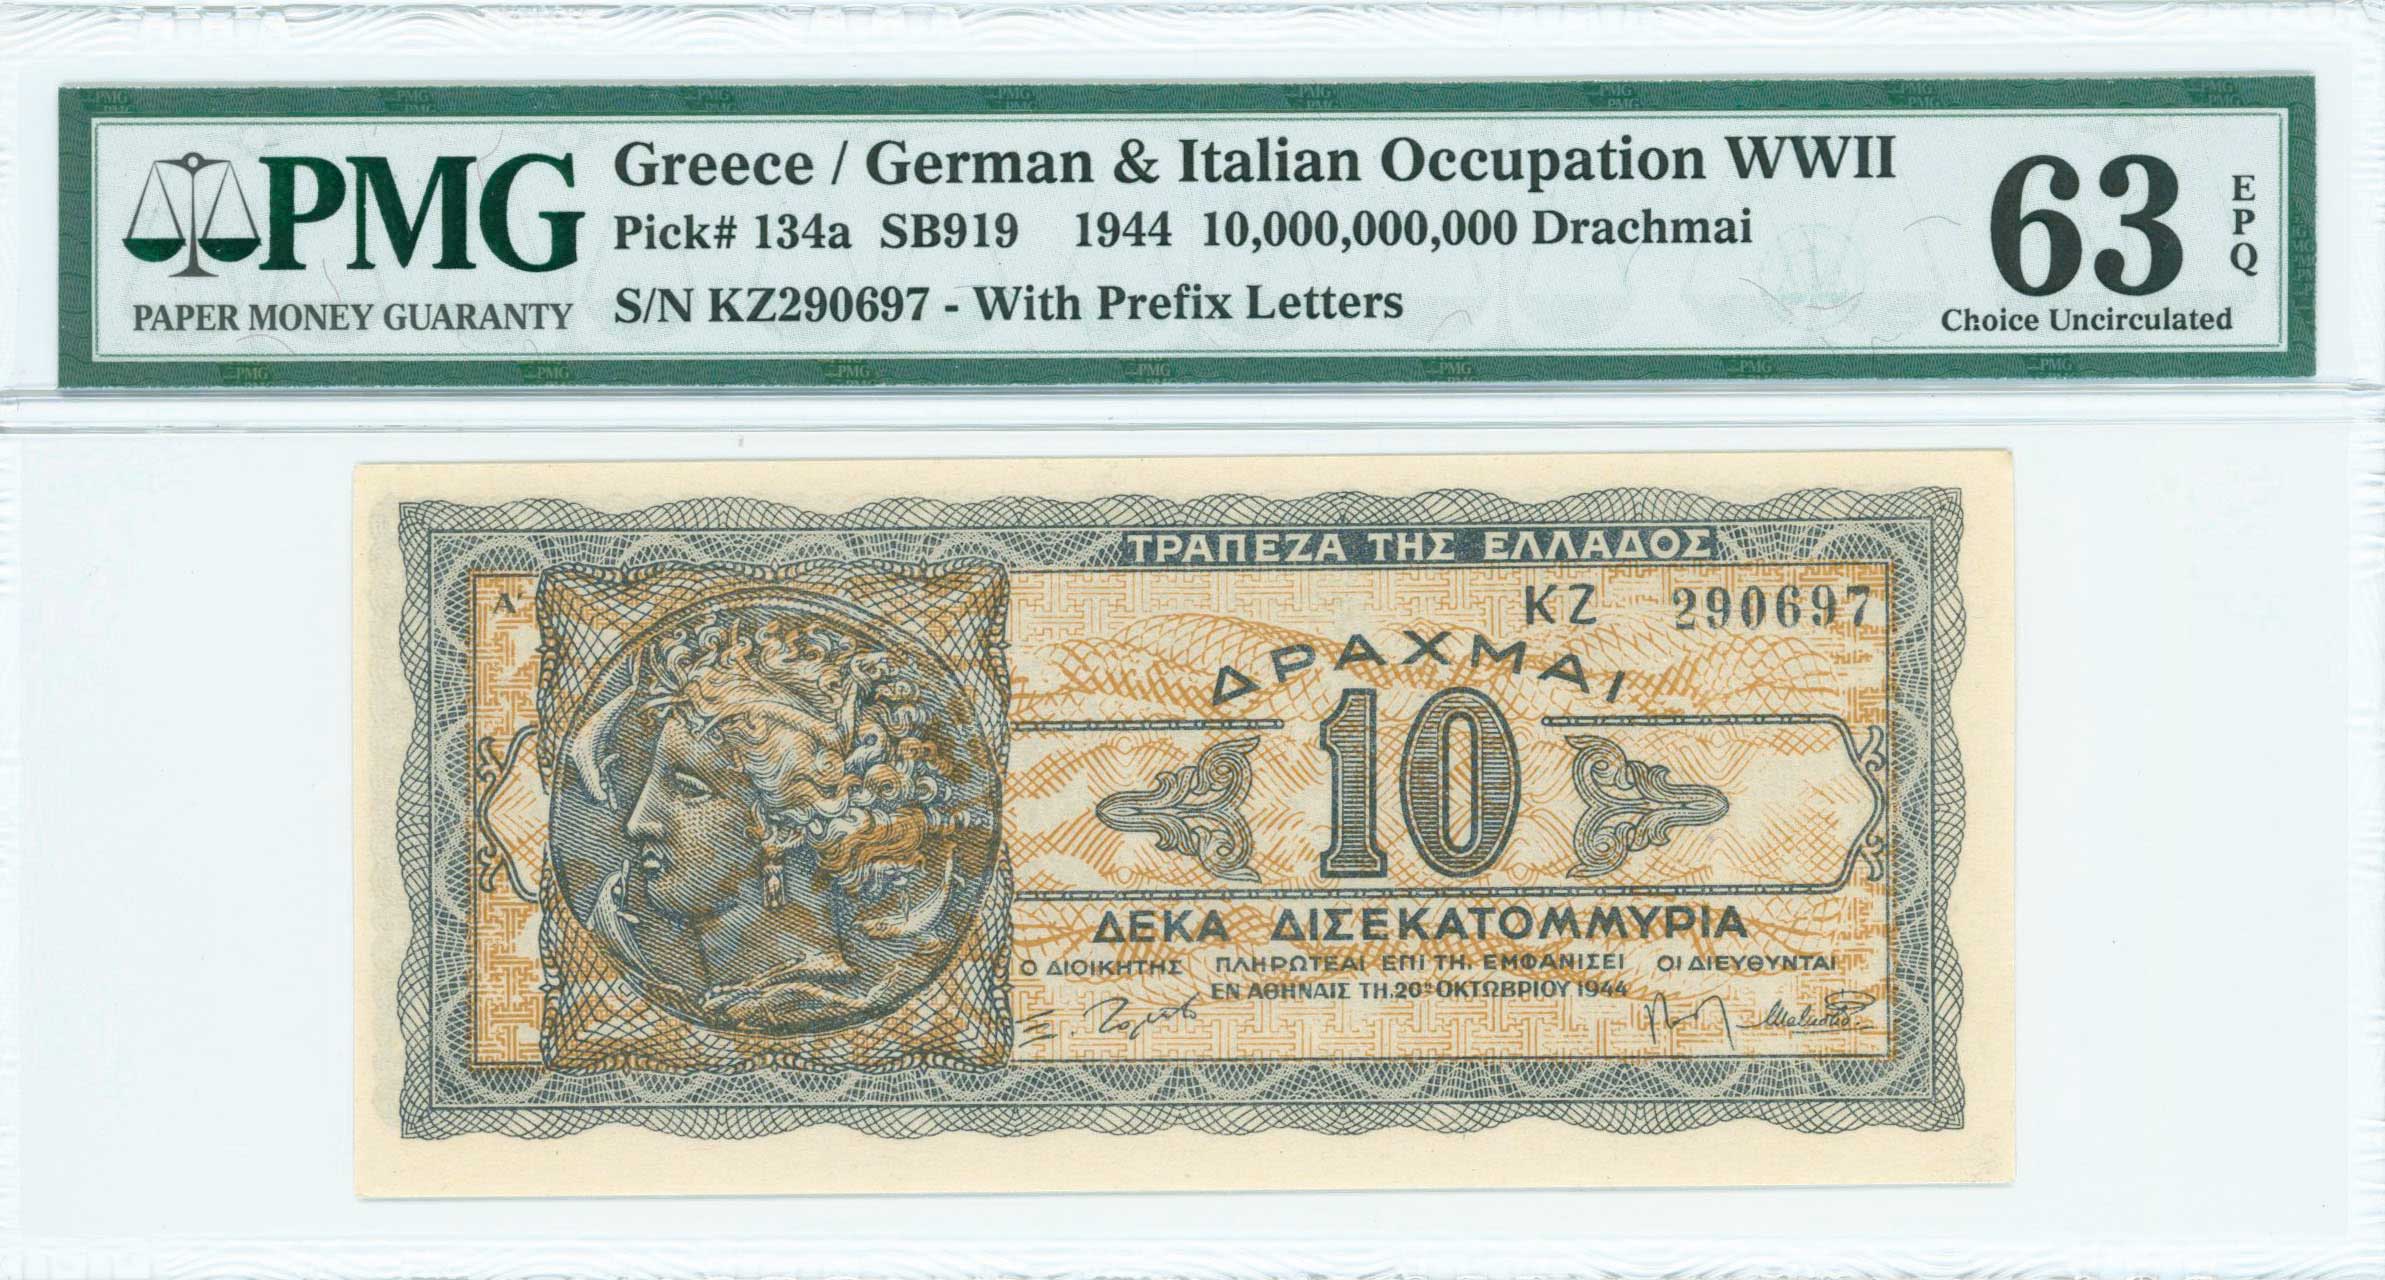 PMG
PAPER MONEY GUARANTY
Greece / German & Italian Occupation WWII
Pick# 134a SB919 1944 10,000,000,000 Drachmai
S/N KZ290697 - With Prefix Letters
63
EPQ
Choice Uncirculated
ΤΡΑΠΕΖΑ ΤΗΣ ΕΛΛΑΔΟΣ
Α'
ΚΖ 290697
ΔΡΑΧΜΑΙ
10
ΔΕΚΑ ΔΙΣΕΚΑΤΟΜΜΥΡΙΑ
Ο ΔΙΟΙΚΗΤΗΣ ΠΛΗΡΩΤΕΑΙ ΕΠΙ ΤΗ. ΕΜΦΑΝΙΣΕΙ ΟΙ ΔΙΕΥΘΥΝΤΑΙ
ΕΝ ΑΘΗΝΑΙΣ ΤΗ. 20ῌ ΟΚΤΩΒΡΙΟΥ 1944